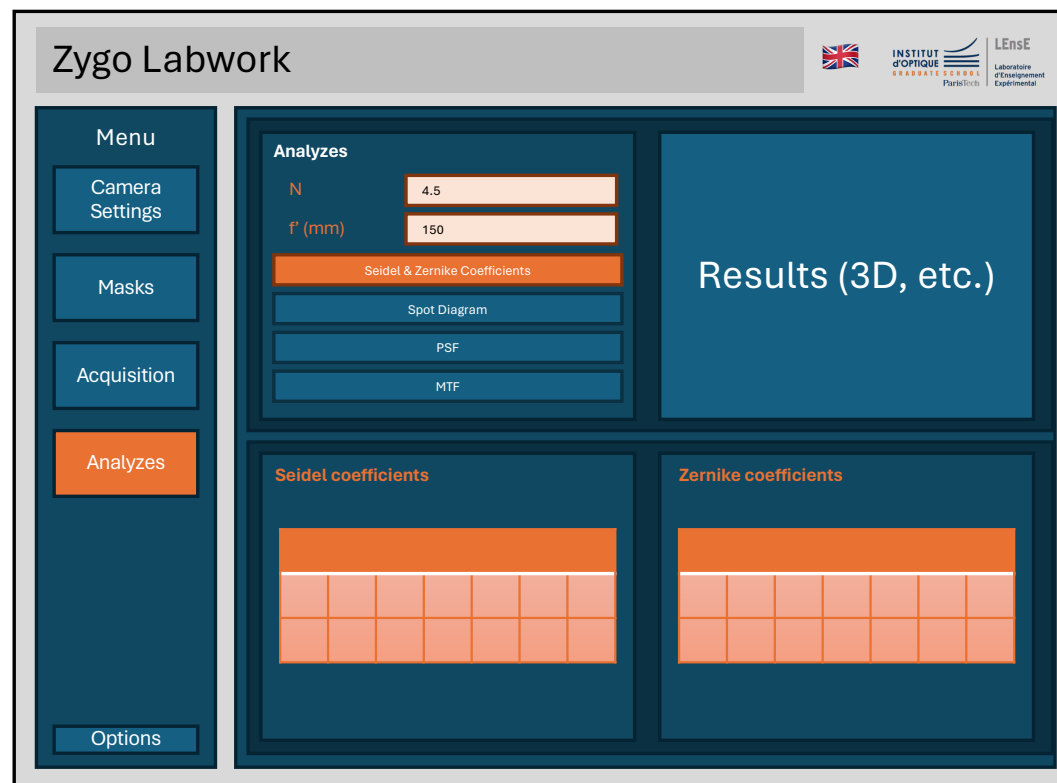 Zygo Labwork
INSTITUT
d'OPTIQUE
GRADUATE SCHOOL
ParisTech
LEnsE
Laboratoire
d'Enseignement
Expérimental
Menu
Camera
Settings
Masks
Acquisition
Analyzes
Options
Analyzes
N
4.5
f' (mm)
150
Seidel & Zernike Coefficients
Spot Diagram
PSF
MTF
Results (3D, etc.)
Seidel coefficients
Zernike coefficients